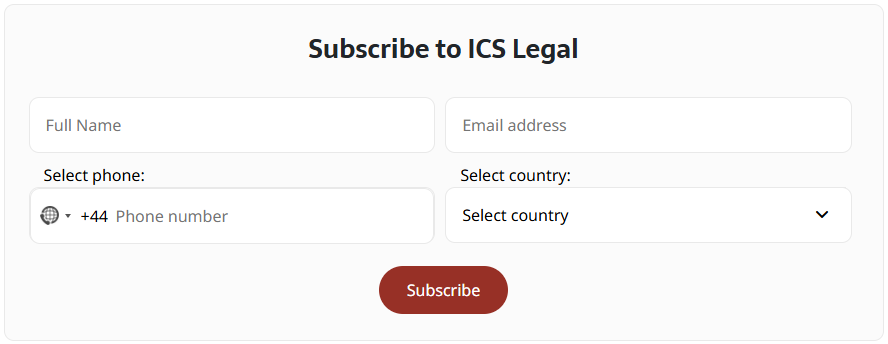 Subscribe to ICS Legal
Full Name
Email address
Select phone:
Select country:
+44 Phone number
Select country
Subscribe